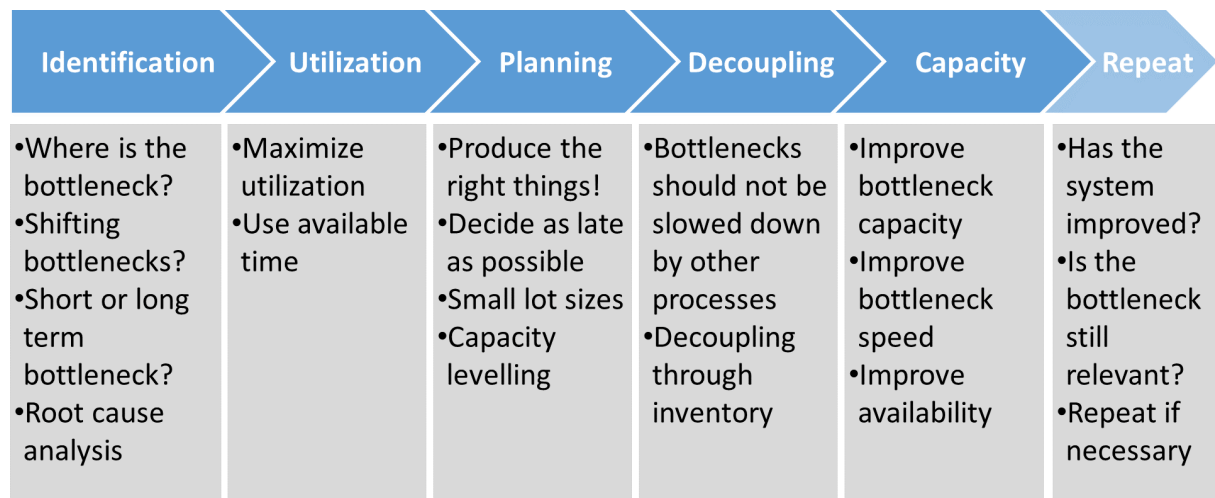 Identification
Utilization
Planning
Decoupling
Capacity
Repeat
•Where is the
bottleneck?
•Shifting
bottlenecks?
•Short or long
term
bottleneck?
•Root cause
analysis
•Maximize
utilization
•Use available
time
•Produce the
right things!
•Decide as late
as possible
•Small lot sizes
•Capacity
levelling
•Bottlenecks
should not be
slowed down
by other
processes
•Decoupling
through
inventory
•Improve
bottleneck
capacity
•Improve
bottleneck
speed
•Improve
availability
•Has the
system
improved?
•Is the
bottleneck
still
relevant?
•Repeat if
necessary